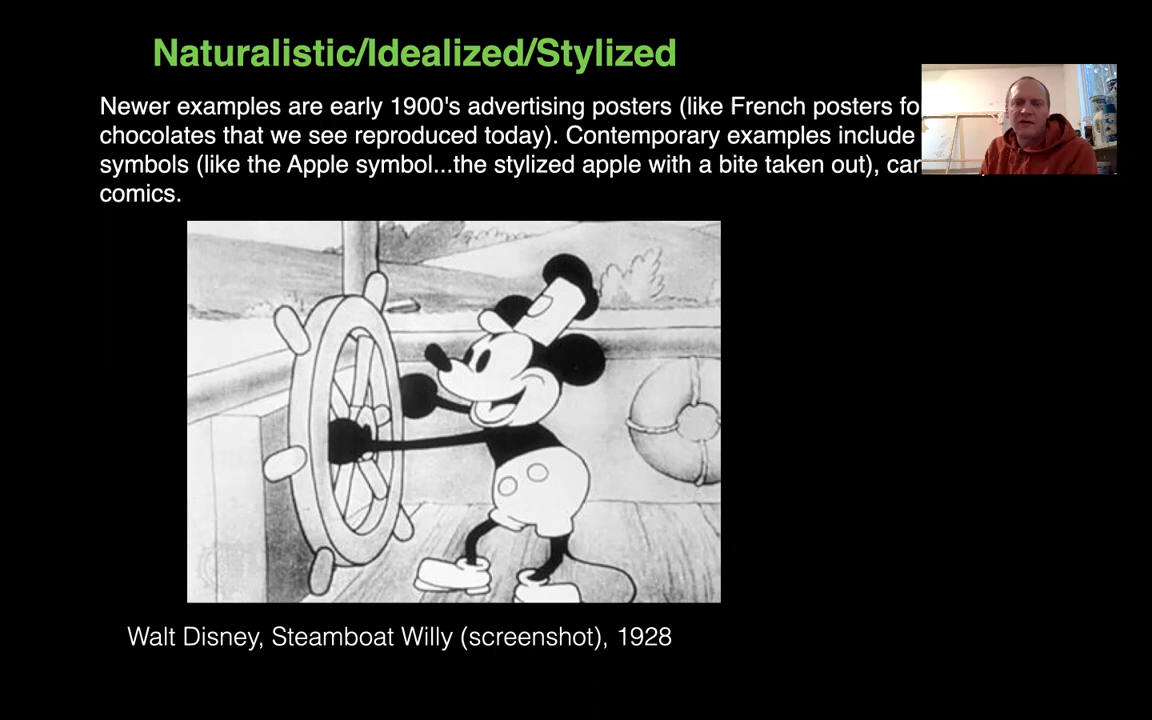 Naturalistic/Idealized/Stylized
Newer examples are early 1900's advertising posters (like French posters
chocolates that we see reproduced today). Contemporary examples include
symbols (like the Apple symbol...the stylized apple with a bite taken out),
comics.
Walt Disney, Steamboat Willy (screenshot), 1928